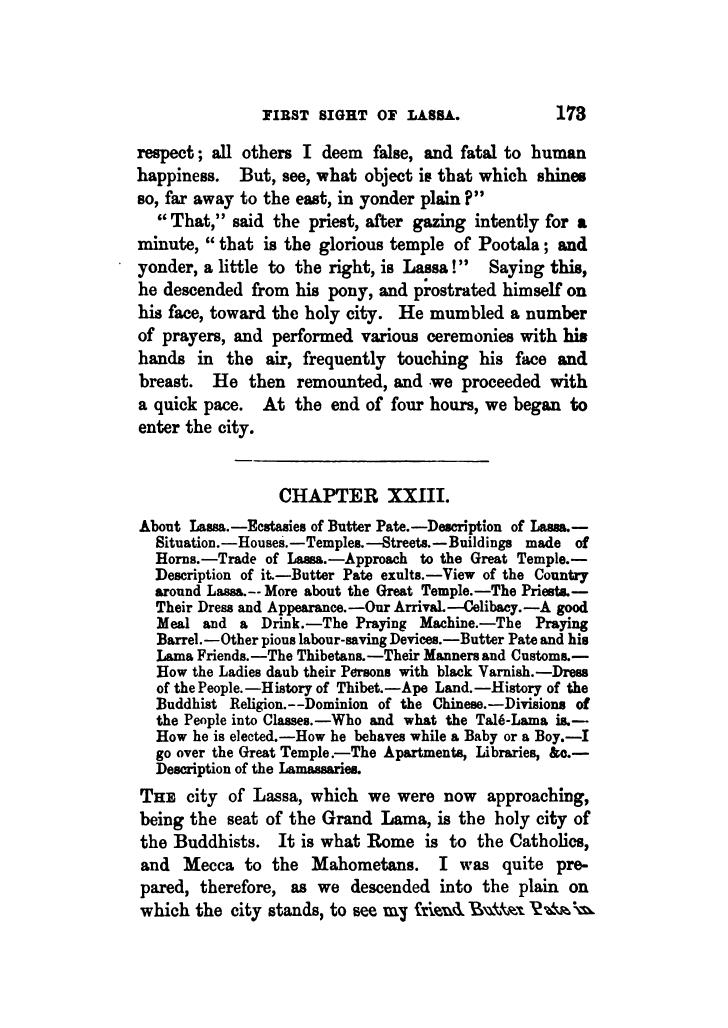 FIRST SIGHT OF LASSA. 173
respect; all others I deem false, and fatal to human
happiness. But, see, what object is that which shines
so, far away to the east, in yonder plain?"
"That," said the priest, after gazing intently for a
minute, "that is the glorious temple of Pootala; and
yonder, a little to the right, is Lassa!" Saying this,
he descended from his pony, and prostrated himself on
his face, toward the holy city. He mumbled a number
of prayers, and performed various ceremonies with his
hands in the air, frequently touching his face and
breast. He then remounted, and we proceeded with
a quick pace. At the end of four hours, we began to
enter the city.
CHAPTER XXIII.
About Lassa.—Ecstasies of Butter Pate.—Description of Lassa.—
Situation.—Houses.—Temples.—Streets.—Buildings made of
Horns.—Trade of Lassa.—Approach to the Great Temple.—
Description of it.—Butter Pate exults.—View of the Country
around Lassa.—More about the Great Temple.—The Priests.—
Their Dress and Appearance.—Our Arrival.—Celibacy.—A good
Meal and a Drink.—The Praying Machine.—The Praying
Barrel.—Other pious labour-saving Devices.—Butter Pate and his
Lama Friends.—The Thibetans.—Their Manners and Customs.—
How the Ladies daub their Persons with black Varnish.—Dress
of the People.—History of Thibet.—Ape Land.—History of the
Buddhist Religion.—Dominion of the Chinese.—Divisions of
the People into Classes.—Who and what the Talé-Lama is.—
How he is elected.—How he behaves while a Baby or a Boy.—I
go over the Great Temple.—The Apartments, Libraries, &c.—
Description of the Lamassaries.
THE city of Lassa, which we were now approaching,
being the seat of the Grand Lama, is the holy city of
the Buddhists. It is what Rome is to the Catholics,
and Mecca to the Mahometans. I was quite pre-
pared, therefore, as we descended into the plain on
which the city stands, to see my friend Butter Pate in